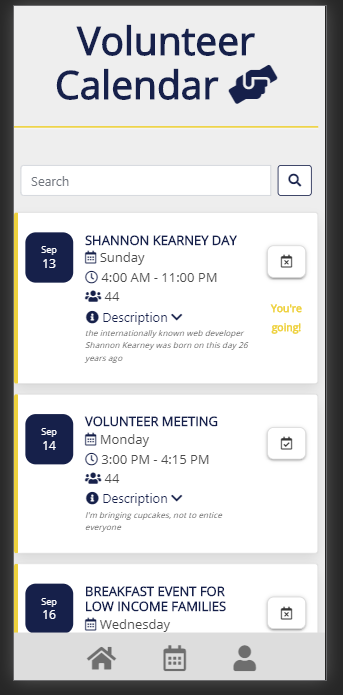 Volunteer
Calendar
Search
Sep
13
SHANNON KEARNEY DAY
Sunday
4:00 AM - 11:00 PM
44
Description
the internationally known web developer
Shannon Kearney was born on this day 26
years ago
You're
going!
Sep
14
VOLUNTEER MEETING
Monday
3:00 PM - 4:15 PM
44
Description
I'm bringing cupcakes, not to entice
everyone
Sep
16
BREAKFAST EVENT FOR
LOW INCOME FAMILIES
Wednesday